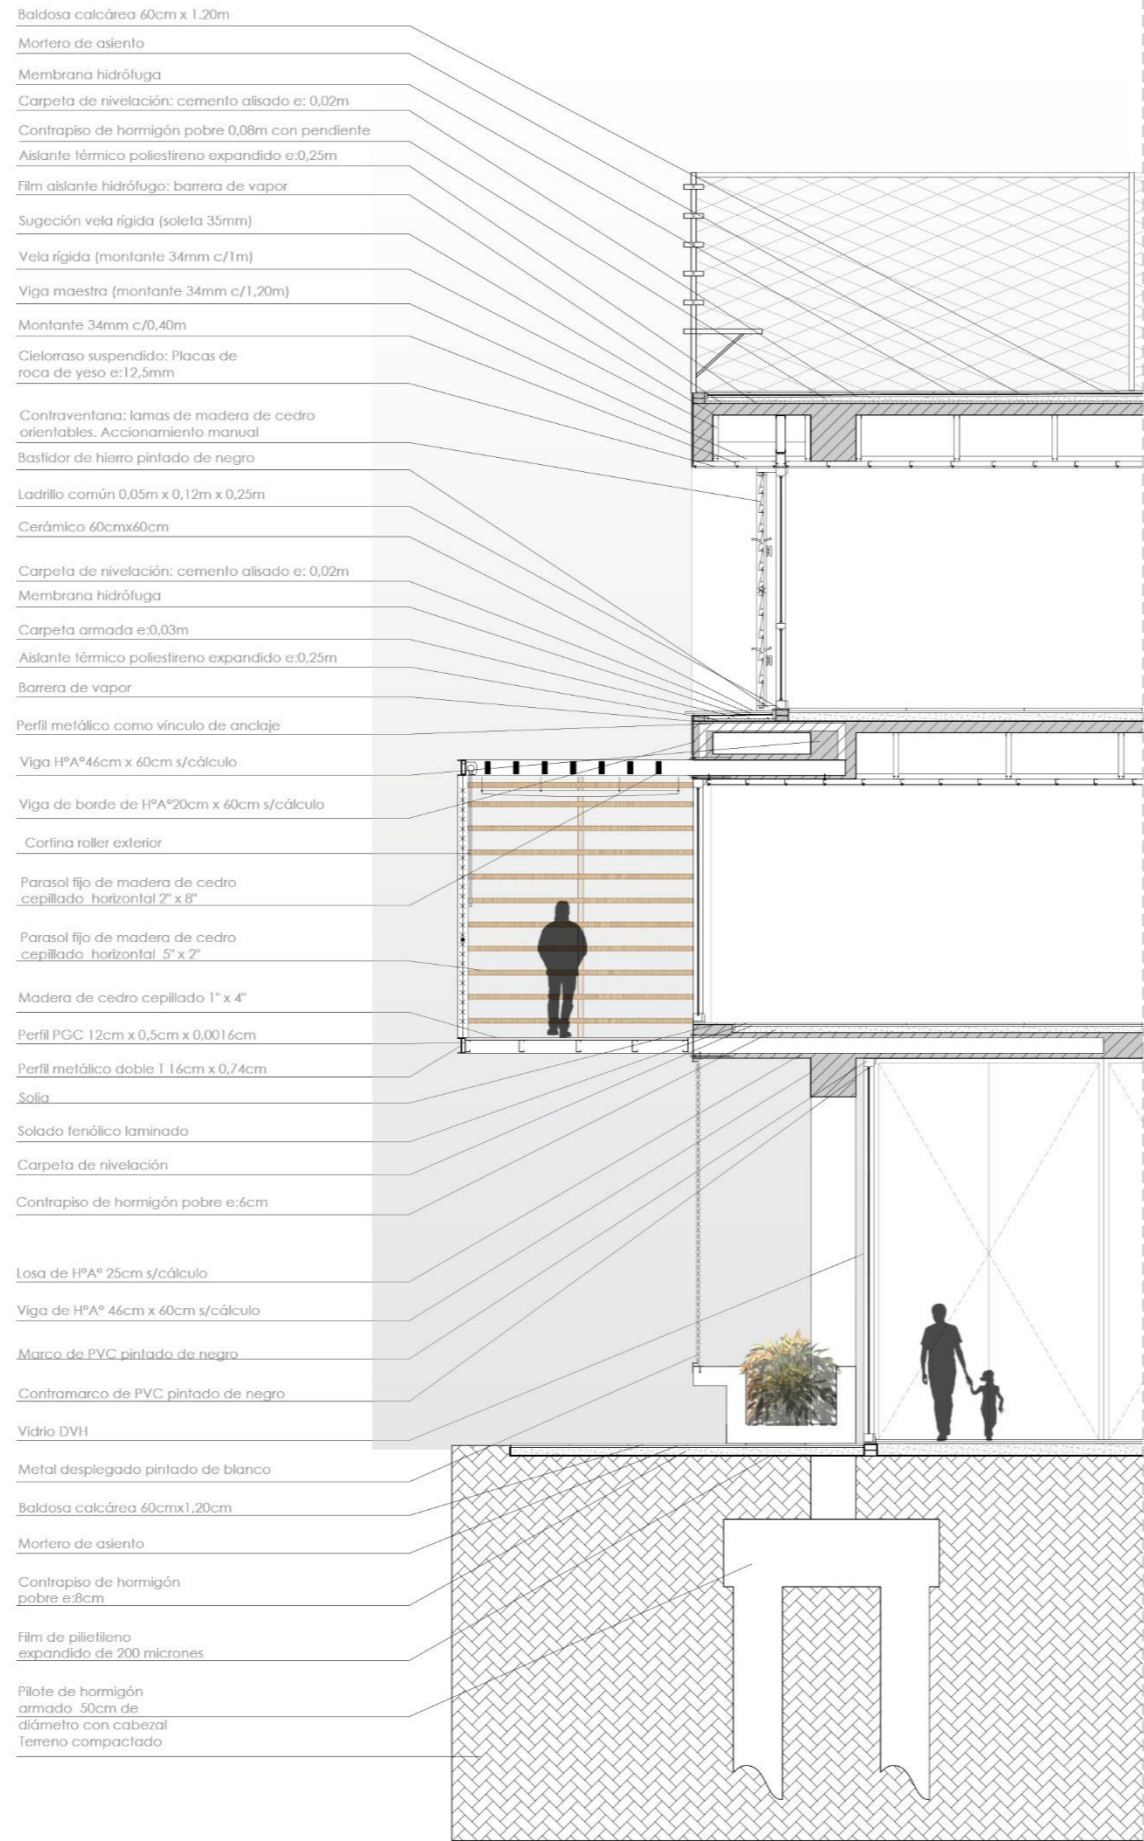 Baldosa calcárea 60cm x 1.20m
Mortero de asiento
Membrana hidrófuga
Carpeta de nivelación: cemento alisado e: 0,02m
Contrapiso de hormigón pobre 0,08m con pendiente
Aislante térmico poliestireno expandido e:0,25m
Film aislante hidrófugo: barrera de vapor
Sugeción vela rígida (soleta 35mm)
Vela rígida (montante 34mm c/1m)
Viga maestra (montante 34mm c/1,20m)
Montante 34mm c/0,40m
Cielorraso suspendido: Placas de
roca de yeso e:12,5mm
Contraventana: lamas de madera de cedro
orientables. Accionamiento manual
Bastidor de hierro pintado de negro
Ladrillo común 0,05m x 0,12m x 0,25m
Cerámico 60cmx60cm
Carpeta de nivelación: cemento alisado e: 0,02m
Membrana hidrófuga
Carpeta armada e:0,03m
Aislante térmico poliestireno expandido e:0,25m
Barrera de vapor
Perfil metálico como vínculo de anclaje
Viga HºAº46cm x 60cm s/cálculo
Viga de borde de HºAº20cm x 60cm s/cálculo
Cortina roller exterior
Parasol fijo de madera de cedro
cepillado horizontal 2" x 8"
Parasol fijo de madera de cedro
cepillado horizontal 5" x 2"
Madera de cedro cepillado 1" x 4"
Perfil PGC 12cm x 0,5cm x 0,0016cm
Perfil metálico doble T 16cm x 0,74cm
Solia
Solado fenólico laminado
Carpeta de nivelación
Contrapiso de hormigón pobre e:6cm
Losa de HºAº 25cm s/cálculo
Viga de HºAº 46cm x 60cm s/cálculo
Marco de PVC pintado de negro
Contramarco de PVC pintado de negro
Vidrio DVH
Metal desplegado pintado de blanco
Baldosa calcárea 60cmx1,20cm
Mortero de asiento
Contrapiso de hormigón
pobre e:8cm
Film de pilietileno
expandido de 200 micrones
Pilote de hormigón
armado 50cm de
diámetro con cabezal
Terreno compactado